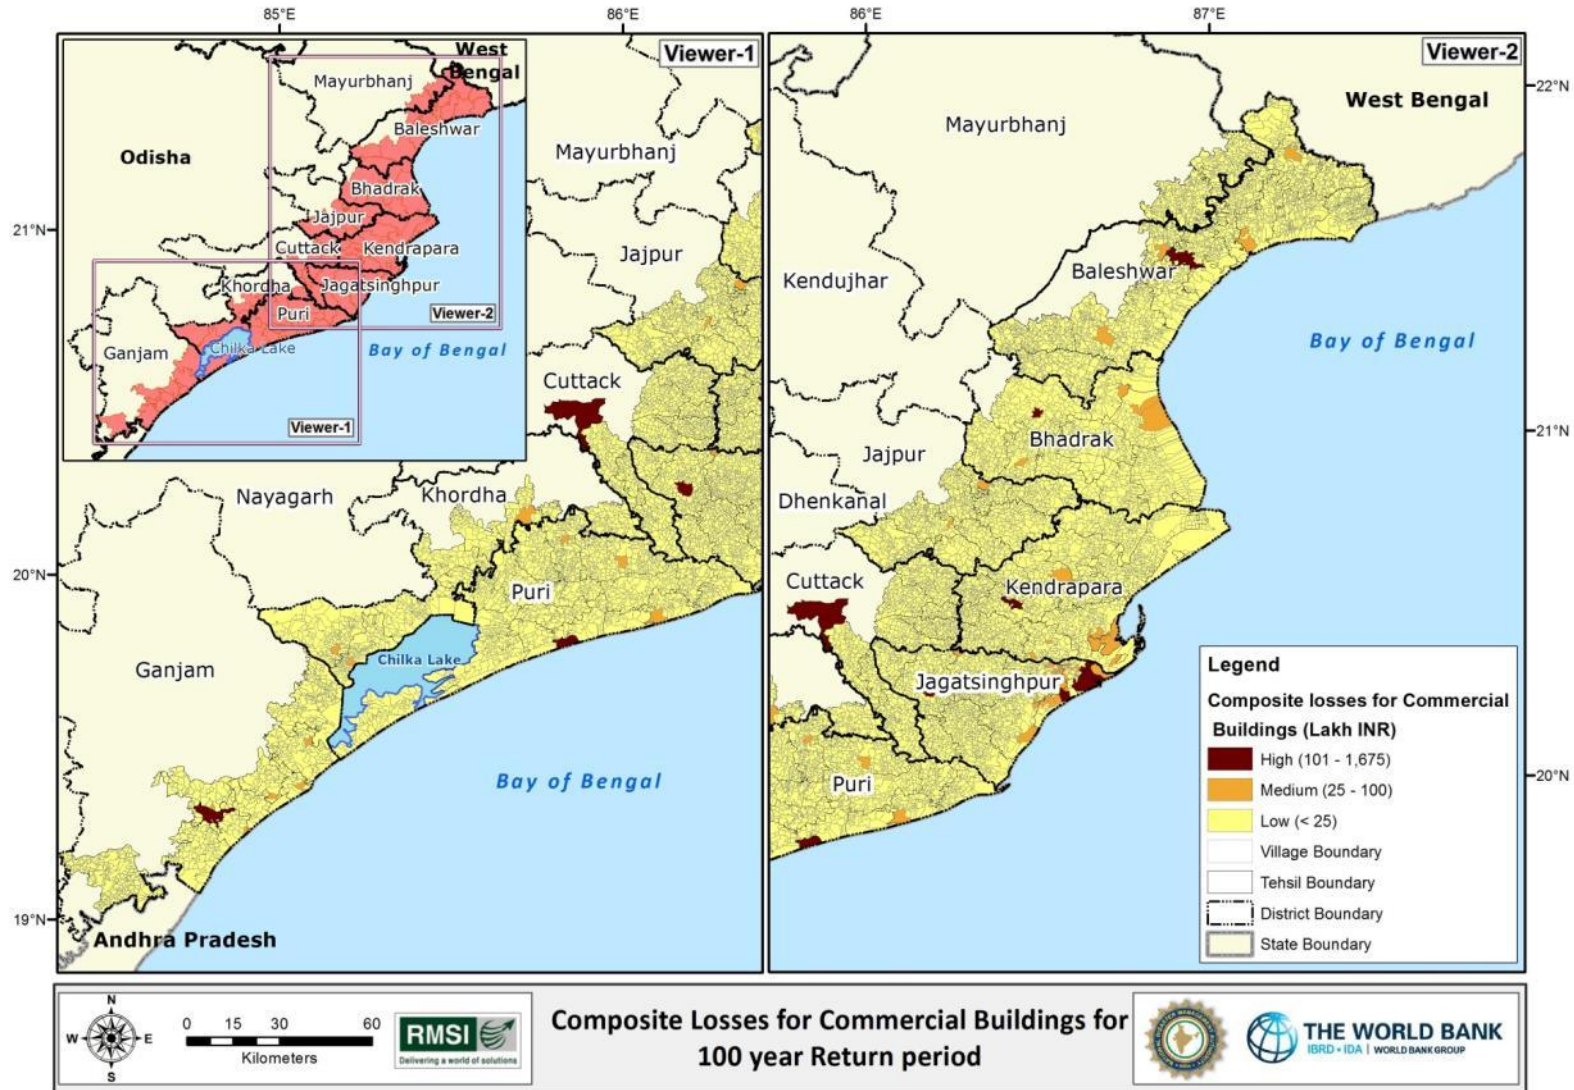 85°E
86°E
86°E
87°E
Viewer-1
West
Bengal
Mayurbhanj
Baleshwar
Odisha
Bhadrak
Jajpur
Cuttack
Kendrapara
Khordha
Jagatsinghpur
Puri
Viewer-2
Ganjam
Chilka Lake
Bay of Bengal
Viewer-1
Mayurbhanj
Jajpur
Cuttack
Nayagarh
Khordha
Puri
Chilka Lake
Ganjam
Bay of Bengal
Andhra Pradesh
21°N
20°N
19°N
Viewer-2
West Bengal
Mayurbhanj
Kendujhar
Baleshwar
Bay of Bengal
Bhadrak
Jajpur
Dhenkanal
Cuttack
Kendrapara
Jagatsinghpur
Puri
22°N
21°N
20°N
Legend
Composite losses for Commercial
Buildings (Lakh INR)
High (101 - 1,675)
Medium (25 - 100)
Low (< 25)
Village Boundary
Tehsil Boundary
District Boundary
State Boundary
N
W
E
S
0 15 30 60
Kilometers
RMSI
Delivering a world of solutions
Composite Losses for Commercial Buildings for
100 year Return period
THE WORLD BANK
IBRD • IDA | WORLD BANK GROUP